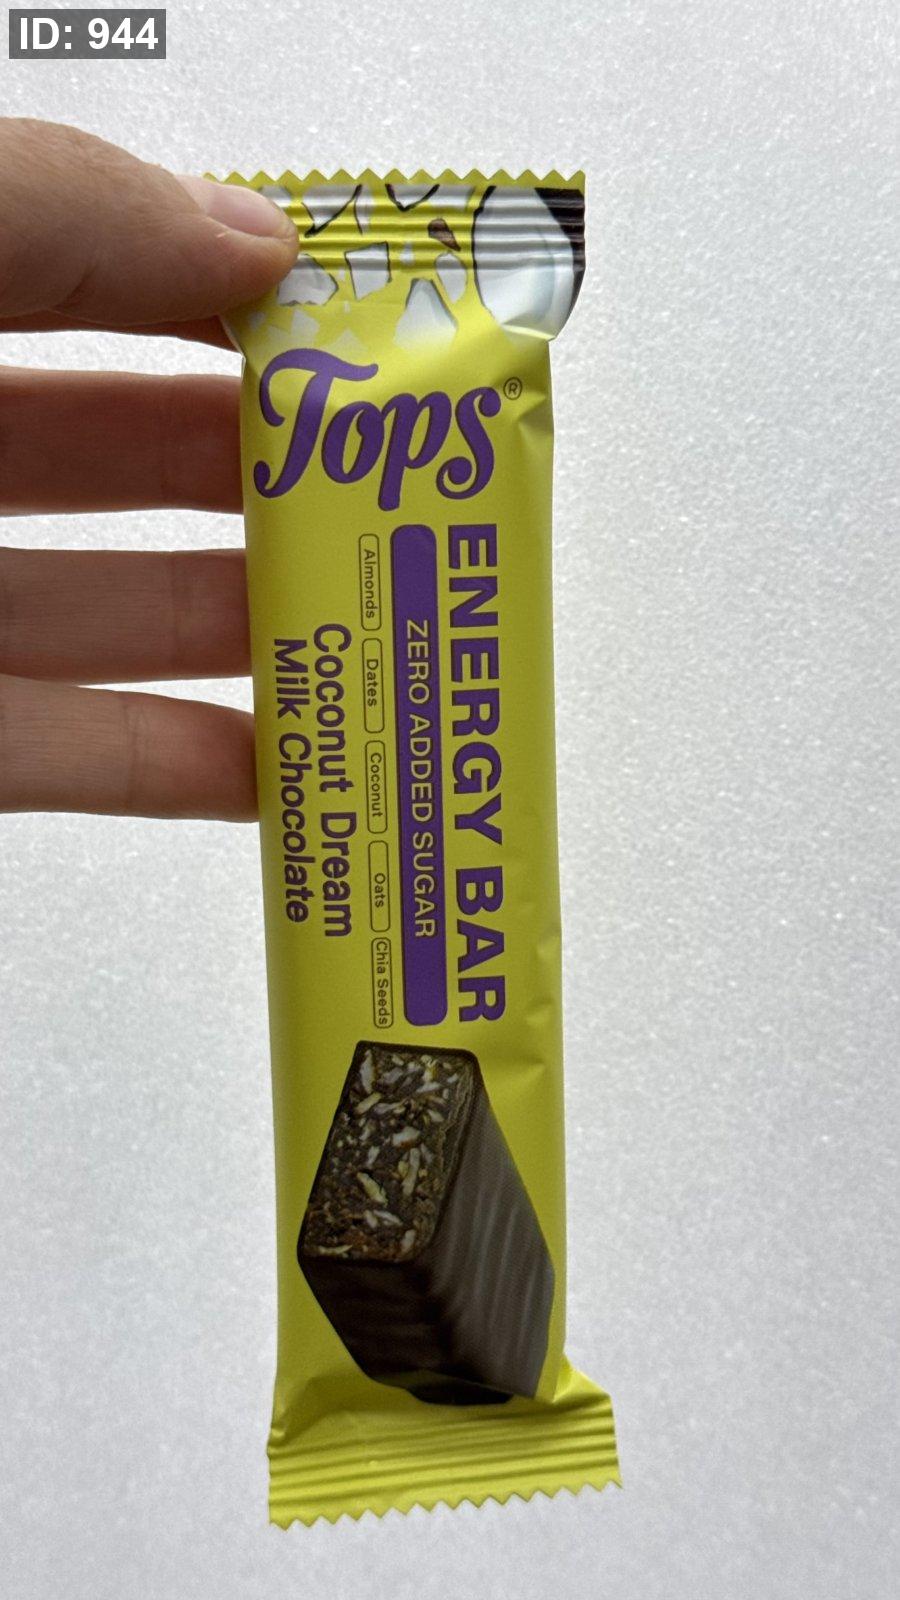 ID: 944
Tops®
ENERGY BAR
ZERO ADDED SUGAR
Almonds Dates Coconut Oats Chia Seeds
Coconut Dream
Milk Chocolate